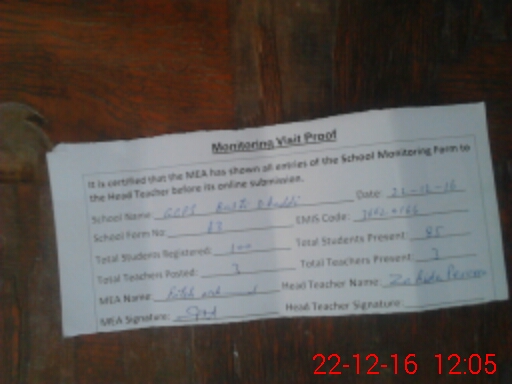 Monitoring Visit Proof
It is certified that the MEA has shown all entries of the School Monitoring Form to
the Head Teacher before its online submission.
School Name Date: 22-12-16
School Form No: 83 EMIS Code:
Total Students Registered: 100 Total Students Present: 85
Total Teachers Posted: 3 Total Teachers Present: 3
MEA Name: Head Teacher Name:
MEA Signature: Head Teacher Signature:
22-12-16 12:05